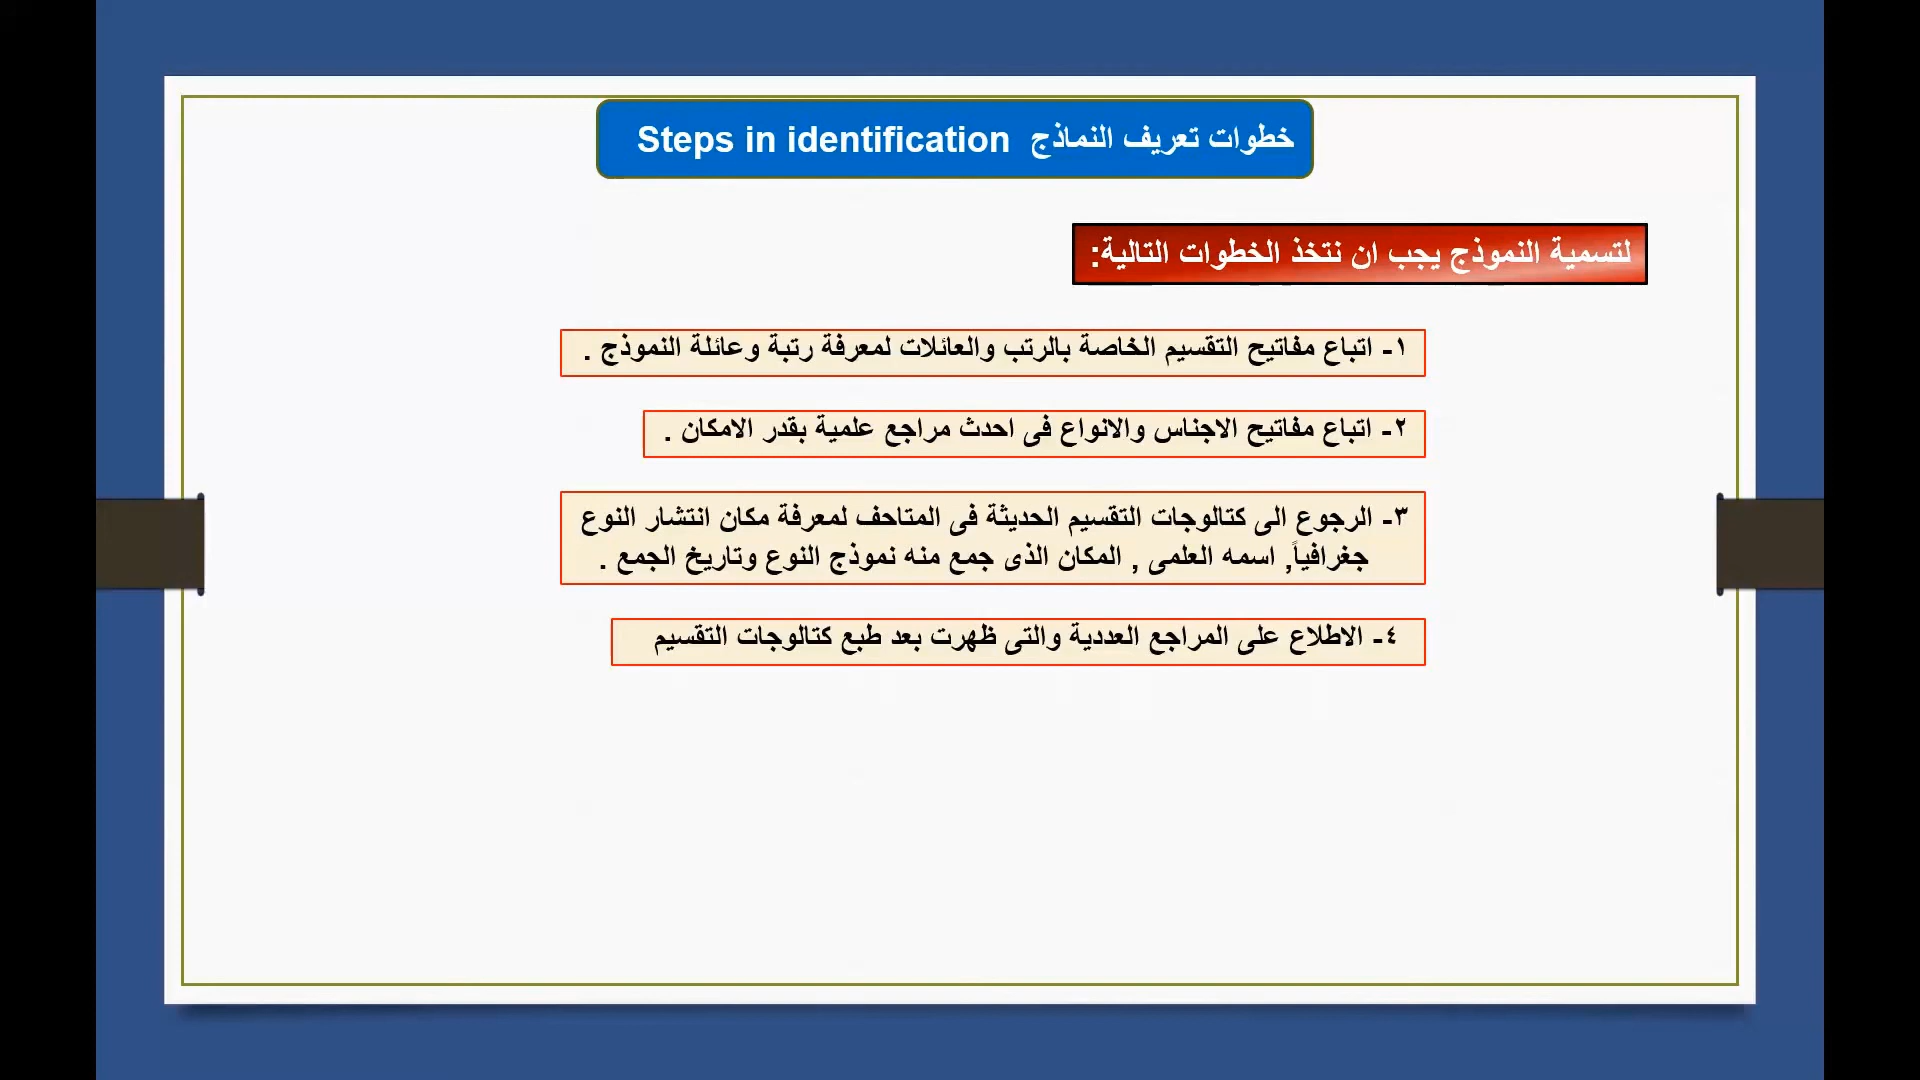 خطوات تعريف النماذج Steps in identification
لتسمية النموذج يجب ان نتخذ الخطوات التالية:
١- اتباع مفاتيح التقسيم الخاصة بالرتب والعائلات لمعرفة رتبة وعائلة النموذج .
٢- اتباع مفاتيح الاجناس والانواع فى احدث مراجع علمية بقدر الامكان .
٣- الرجوع الى كتالوجات التقسيم الحديثة فى المتاحف لمعرفة مكان انتشار النوع
جغرافياً, اسمه العلمى , المكان الذى جمع منه نموذج النوع وتاريخ الجمع .
٤- الاطلاع على المراجع العددية والتى ظهرت بعد طبع كتالوجات التقسيم